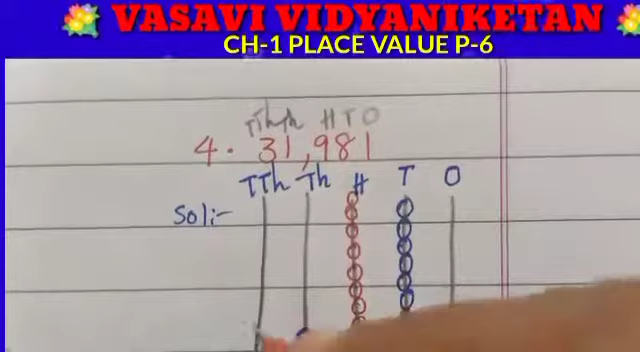 VASAVI VIDYANIKETAN
CH-1 PLACE VALUE P-6
TTh Th H T O
4. 31,981
TTh Th H T O
Sol:-